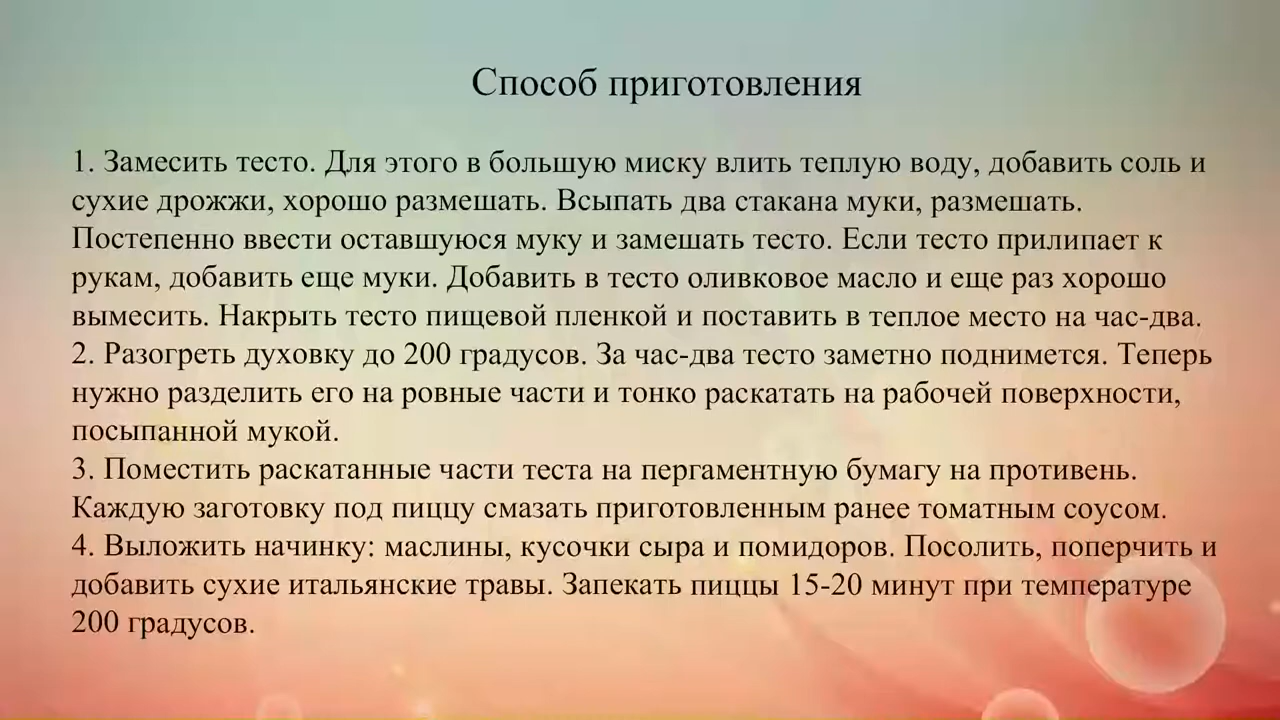 Способ приготовления
1. Замесить тесто. Для этого в большую миску влить теплую воду, добавить соль и
сухие дрожжи, хорошо размешать. Всыпать два стакана муки, размешать.
Постепенно ввести оставшуюся муку и замешать тесто. Если тесто прилипает к
рукам, добавить еще муки. Добавить в тесто оливковое масло и еще раз хорошо
вымесить. Накрыть тесто пищевой пленкой и поставить в теплое место на час-два.
2. Разогреть духовку до 200 градусов. За час-два тесто заметно поднимется. Теперь
нужно разделить его на ровные части и тонко раскатать на рабочей поверхности,
посыпанной мукой.
3. Поместить раскатанные части теста на пергаментную бумагу на противень.
Каждую заготовку под пиццу смазать приготовленным ранее томатным соусом.
4. Выложить начинку: маслины, кусочки сыра и помидоров. Посолить, поперчить и
добавить сухие итальянские травы. Запекать пиццы 15-20 минут при температуре
200 градусов.